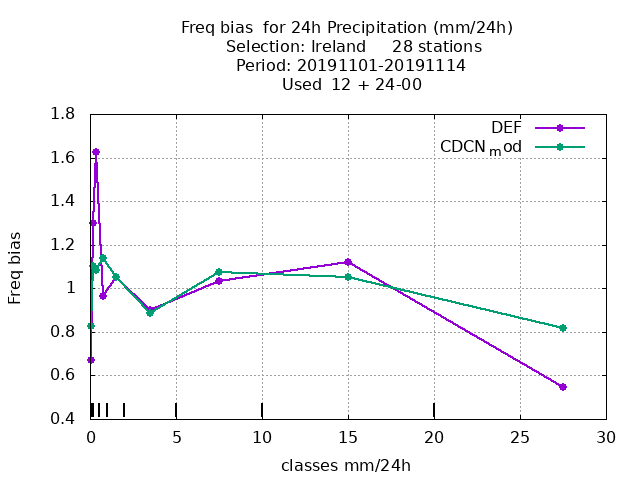 Freq bias  for 24h Precipitation (mm/24h)
Selection: Ireland     28 stations
Period: 20191101-20191114
Used  12 + 24-00
DEF
CDCNmod
1.8
1.6
1.4
1.2
1
0.8
0.6
0.4
Freq bias
0 5 10 15 20 25 30
classes mm/24h